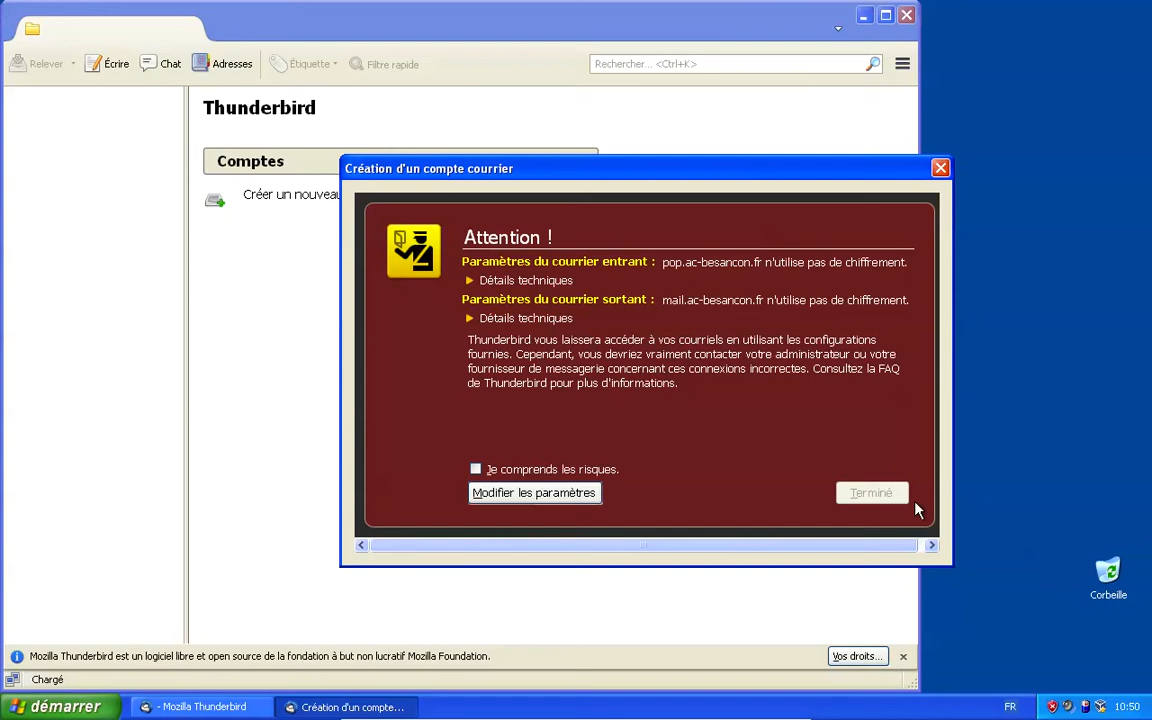 Relever
Écrire
Chat
Adresses
Étiquette
Filtre rapide
Rechercher... <Ctrl+K>
Thunderbird
Comptes
Créer un nouveau
Création d'un compte courrier
Attention !
Paramètres du courrier entrant : pop.ac-besancon.fr n'utilise pas de chiffrement.
Détails techniques
Paramètres du courrier sortant : mail.ac-besancon.fr n'utilise pas de chiffrement.
Détails techniques
Thunderbird vous laissera accéder à vos courriels en utilisant les configurations
fournies. Cependant, vous devriez vraiment contacter votre administrateur ou votre
fournisseur de messagerie concernant ces connexions incorrectes. Consultez la FAQ
de Thunderbird pour plus d'informations.
Je comprends les risques.
Modifier les paramètres
Terminé
Corbeille
Mozilla Thunderbird est un logiciel libre et open source de la fondation à but non lucratif Mozilla Foundation.
Vos droits...
Chargé
démarrer
- Mozilla Thunderbird
Création d'un compte...
FR
10:50